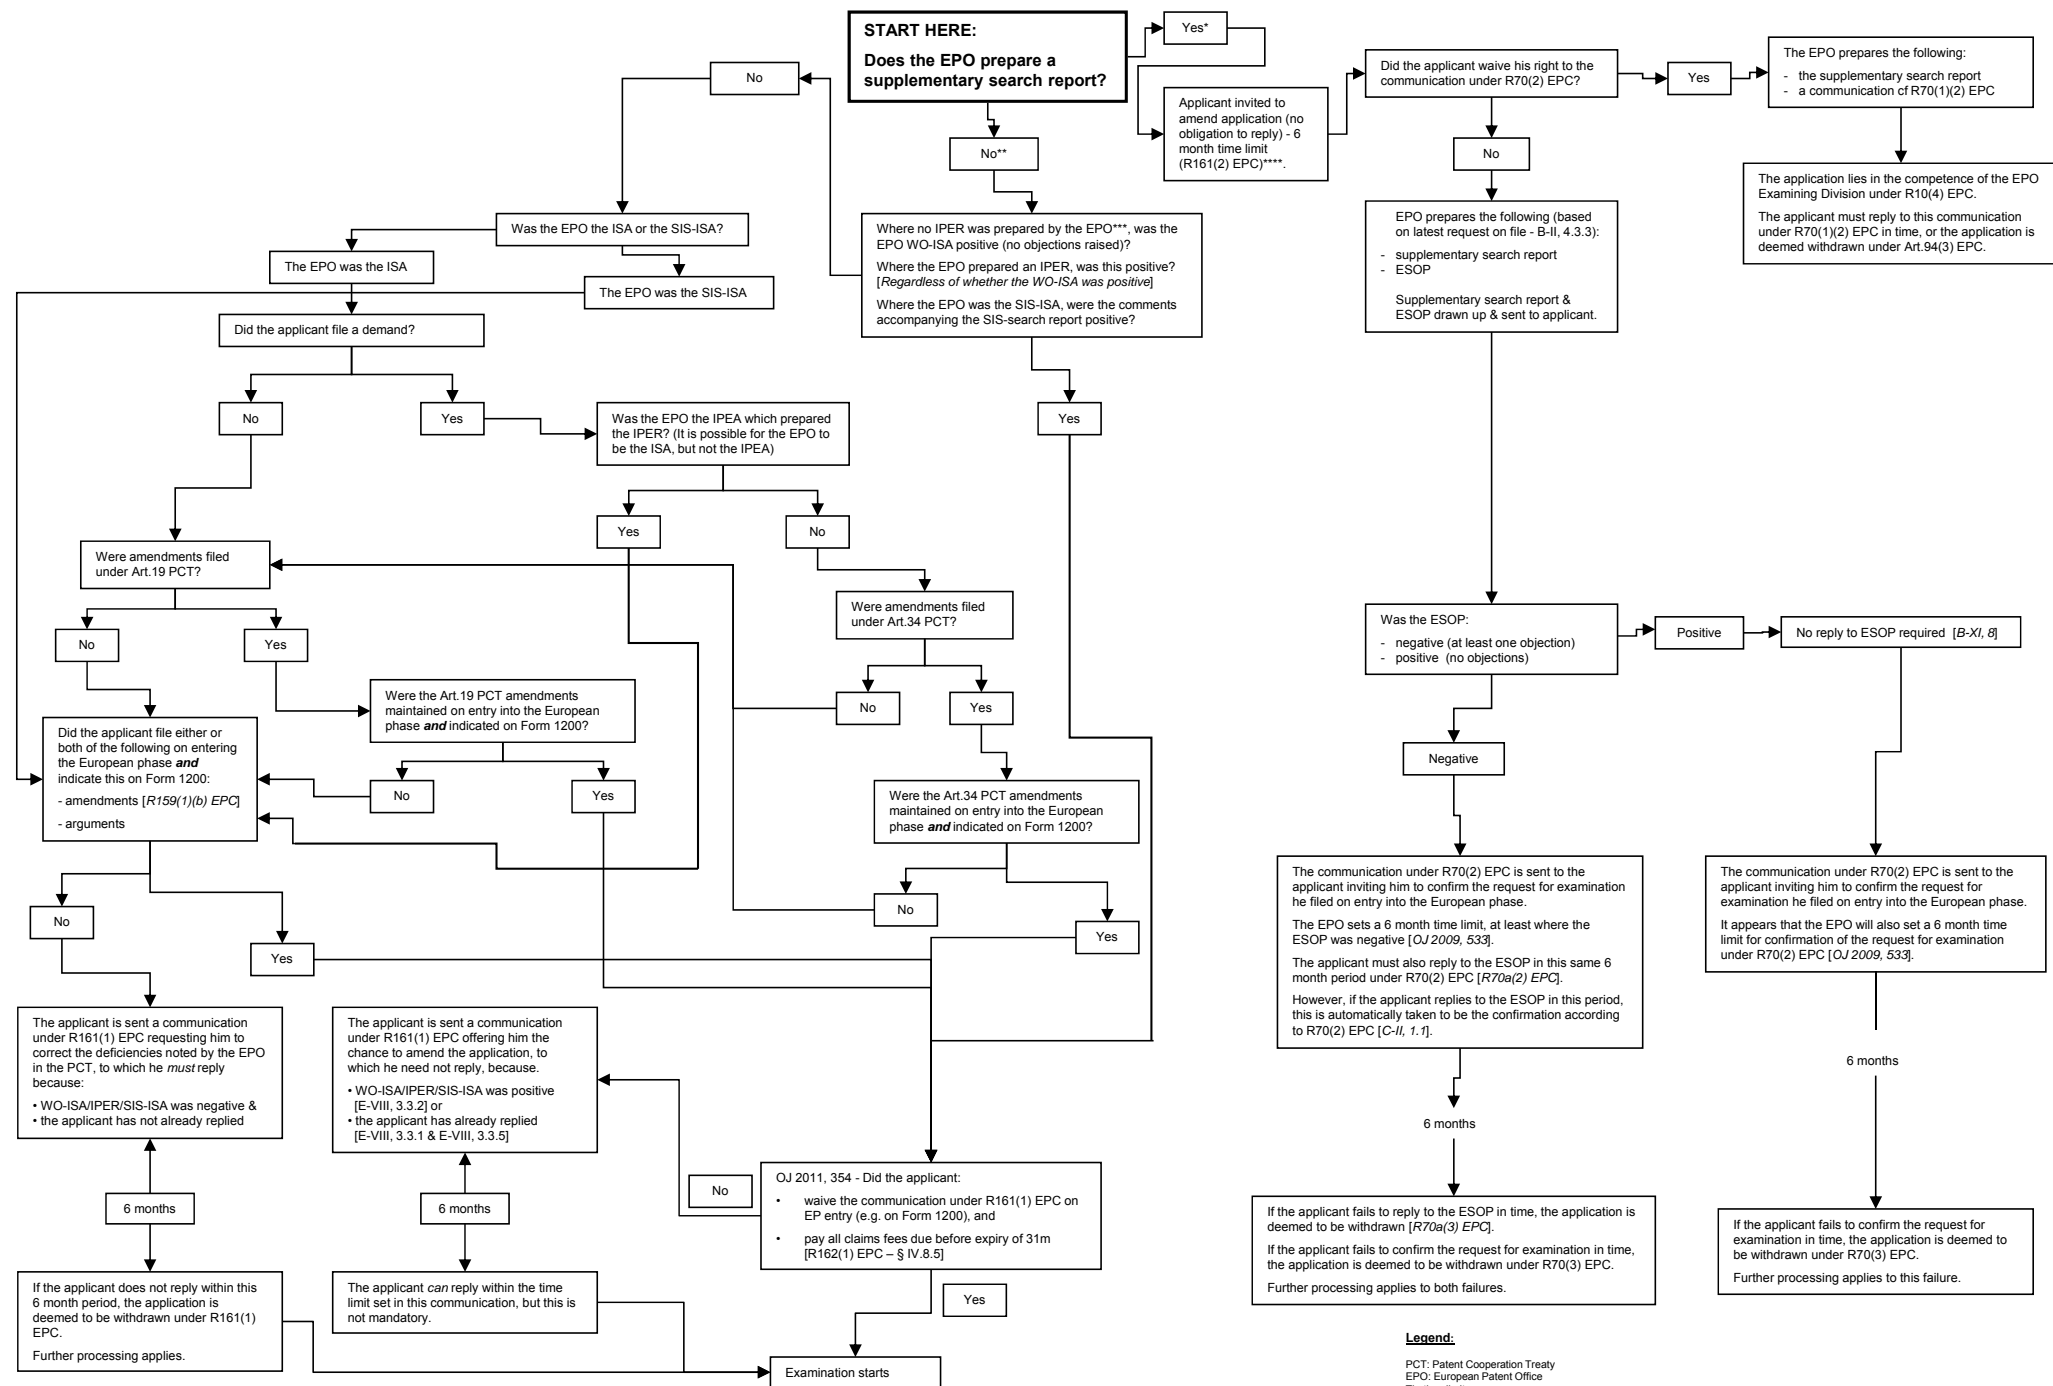 START HERE:
Does the EPO prepare a
supplementary search report?
Yes*
No
No**
Applicant invited to
amend application (no
obligation to reply) - 6
month time limit
(R161(2) EPC)****.
Did the applicant waive his right to the
communication under R70(2) EPC?
Yes
The EPO prepares the following:
- the supplementary search report
- a communication cf R70(1)(2) EPC
No
The application lies in the competence of the EPO
Examining Division under R10(4) EPC.
The applicant must reply to this communication
under R70(1)(2) EPC in time, or the application is
deemed withdrawn under Art.94(3) EPC.
Was the EPO the ISA or the SIS-ISA?
The EPO was the ISA
The EPO was the SIS-ISA
Where no IPER was prepared by the EPO***, was the
EPO WO-ISA positive (no objections raised)?
Where the EPO prepared an IPER, was this positive?
[Regardless of whether the WO-ISA was positive]
Where the EPO was the SIS-ISA, were the comments
accompanying the SIS-search report positive?
EPO prepares the following (based
on latest request on file - B-II, 4.3.3):
- supplementary search report
- ESOP
Supplementary search report &
ESOP drawn up & sent to applicant.
Did the applicant file a demand?
No
Yes
Was the EPO the IPEA which prepared
the IPER? (It is possible for the EPO to
be the ISA, but not the IPEA)
Yes
Yes
No
Were amendments filed
under Art.19 PCT?
Were amendments filed
under Art.34 PCT?
No
Yes
No
Yes
Was the ESOP:
- negative (at least one objection)
- positive (no objections)
Positive
No reply to ESOP required [B-XI, 8]
Were the Art.19 PCT amendments
maintained on entry into the European
phase and indicated on Form 1200?
No
Yes
Did the applicant file either or
both of the following on entering
the European phase and
indicate this on Form 1200:
- amendments [R159(1)(b) EPC]
- arguments
Were the Art.34 PCT amendments
maintained on entry into the European
phase and indicated on Form 1200?
No
Yes
Negative
No
Yes
The communication under R70(2) EPC is sent to the
applicant inviting him to confirm the request for examination
he filed on entry into the European phase.
The EPO sets a 6 month time limit, at least where the
ESOP was negative [OJ 2009, 533].
The applicant must also reply to the ESOP in this same 6
month period under R70(2) EPC [R70a(2) EPC].
However, if the applicant replies to the ESOP in this period,
this is automatically taken to be the confirmation according
to R70(2) EPC [C-II, 1.1].
The communication under R70(2) EPC is sent to the
applicant inviting him to confirm the request for
examination he filed on entry into the European phase.
It appears that the EPO will also set a 6 month time
limit for confirmation of the request for examination
under R70(2) EPC [OJ 2009, 533].
The applicant is sent a communication
under R161(1) EPC requesting him to
correct the deficiencies noted by the EPO
in the PCT, to which he must reply
because:
• WO-ISA/IPER/SIS-ISA was negative &
• the applicant has not already replied
The applicant is sent a communication
under R161(1) EPC offering him the
chance to amend the application, to
which he need not reply, because.
• WO-ISA/IPER/SIS-ISA was positive
[E-VIII, 3.3.2] or
• the applicant has already replied
[E-VIII, 3.3.1 & E-VIII, 3.3.5]
6 months
6 months
6 months
6 months
No
OJ 2011, 354 - Did the applicant:
• waive the communication under R161(1) EPC on
EP entry (e.g. on Form 1200), and
• pay all claims fees due before expiry of 31m
[R162(1) EPC – § IV.8.5]
Yes
If the applicant does not reply within this
6 month period, the application is
deemed to be withdrawn under R161(1)
EPC.
Further processing applies.
The applicant can reply within the time
limit set in this communication, but this is
not mandatory.
Examination starts
If the applicant fails to reply to the ESOP in time, the application is
deemed to be withdrawn [R70a(3) EPC].
If the applicant fails to confirm the request for examination in time,
the application is deemed to be withdrawn under R70(3) EPC.
Further processing applies to both failures.
If the applicant fails to confirm the request for
examination in time, the application is deemed to
be withdrawn under R70(3) EPC.
Further processing applies to this failure.
Legend:
PCT: Patent Cooperation Treaty
EPO: European Patent Office